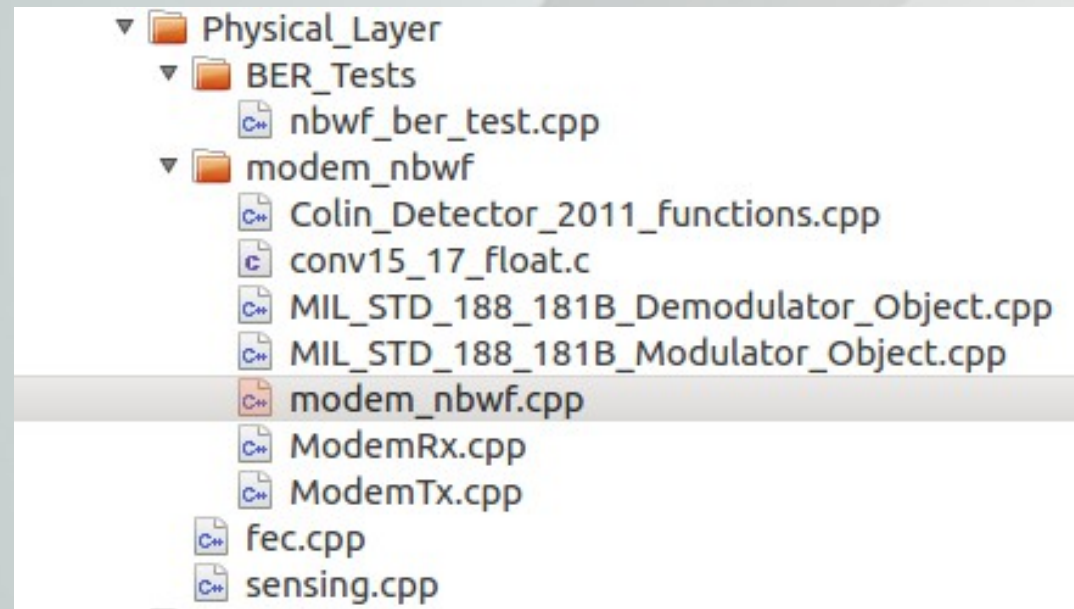 Physical_Layer
BER_Tests
C++ nbwf_ber_test.cpp
modem_nbwf
C++ Colin_Detector_2011_functions.cpp
c conv15_17_float.c
C++ MIL_STD_188_181B_Demodulator_Object.cpp
C++ MIL_STD_188_181B_Modulator_Object.cpp
C++ modem_nbwf.cpp
C++ ModemRx.cpp
C++ ModemTx.cpp
C++ fec.cpp
C++ sensing.cpp